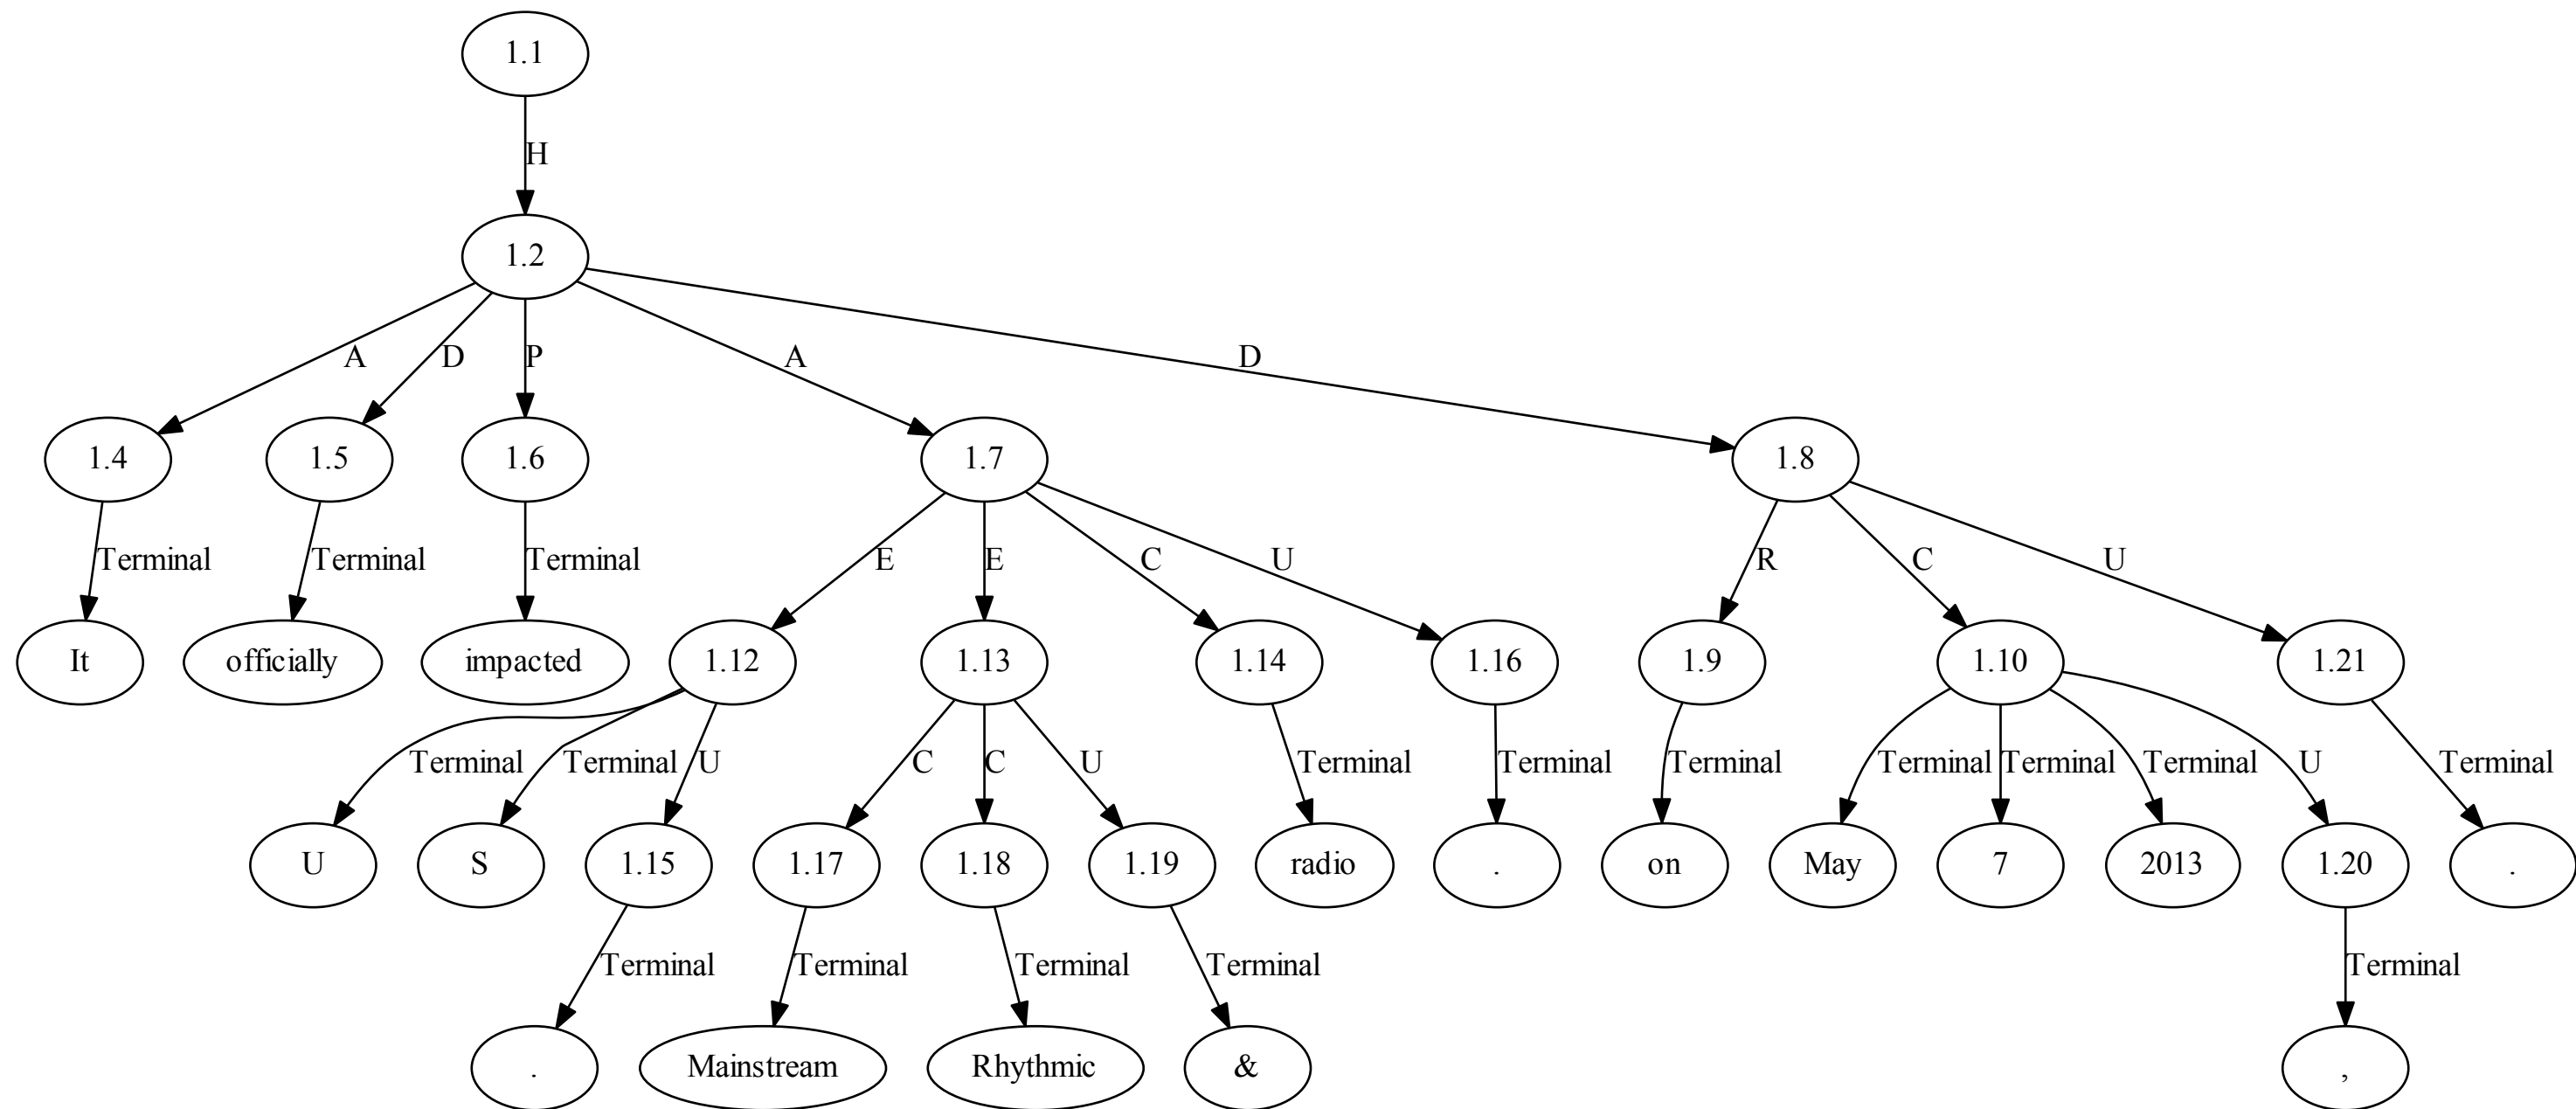 1.1
H
1.2
A D P A D
1.4 1.5 1.6 1.7 1.8
Terminal Terminal Terminal E E C U R C U
It officially impacted 1.12 1.13 1.14 1.16 1.9 1.10 1.21
Terminal Terminal U C C U Terminal Terminal Terminal Terminal Terminal Terminal U Terminal
U S 1.15 1.17 1.18 1.19 radio . on May 7 2013 1.20 .
Terminal Terminal Terminal Terminal Terminal
. Mainstream Rhythmic & ,